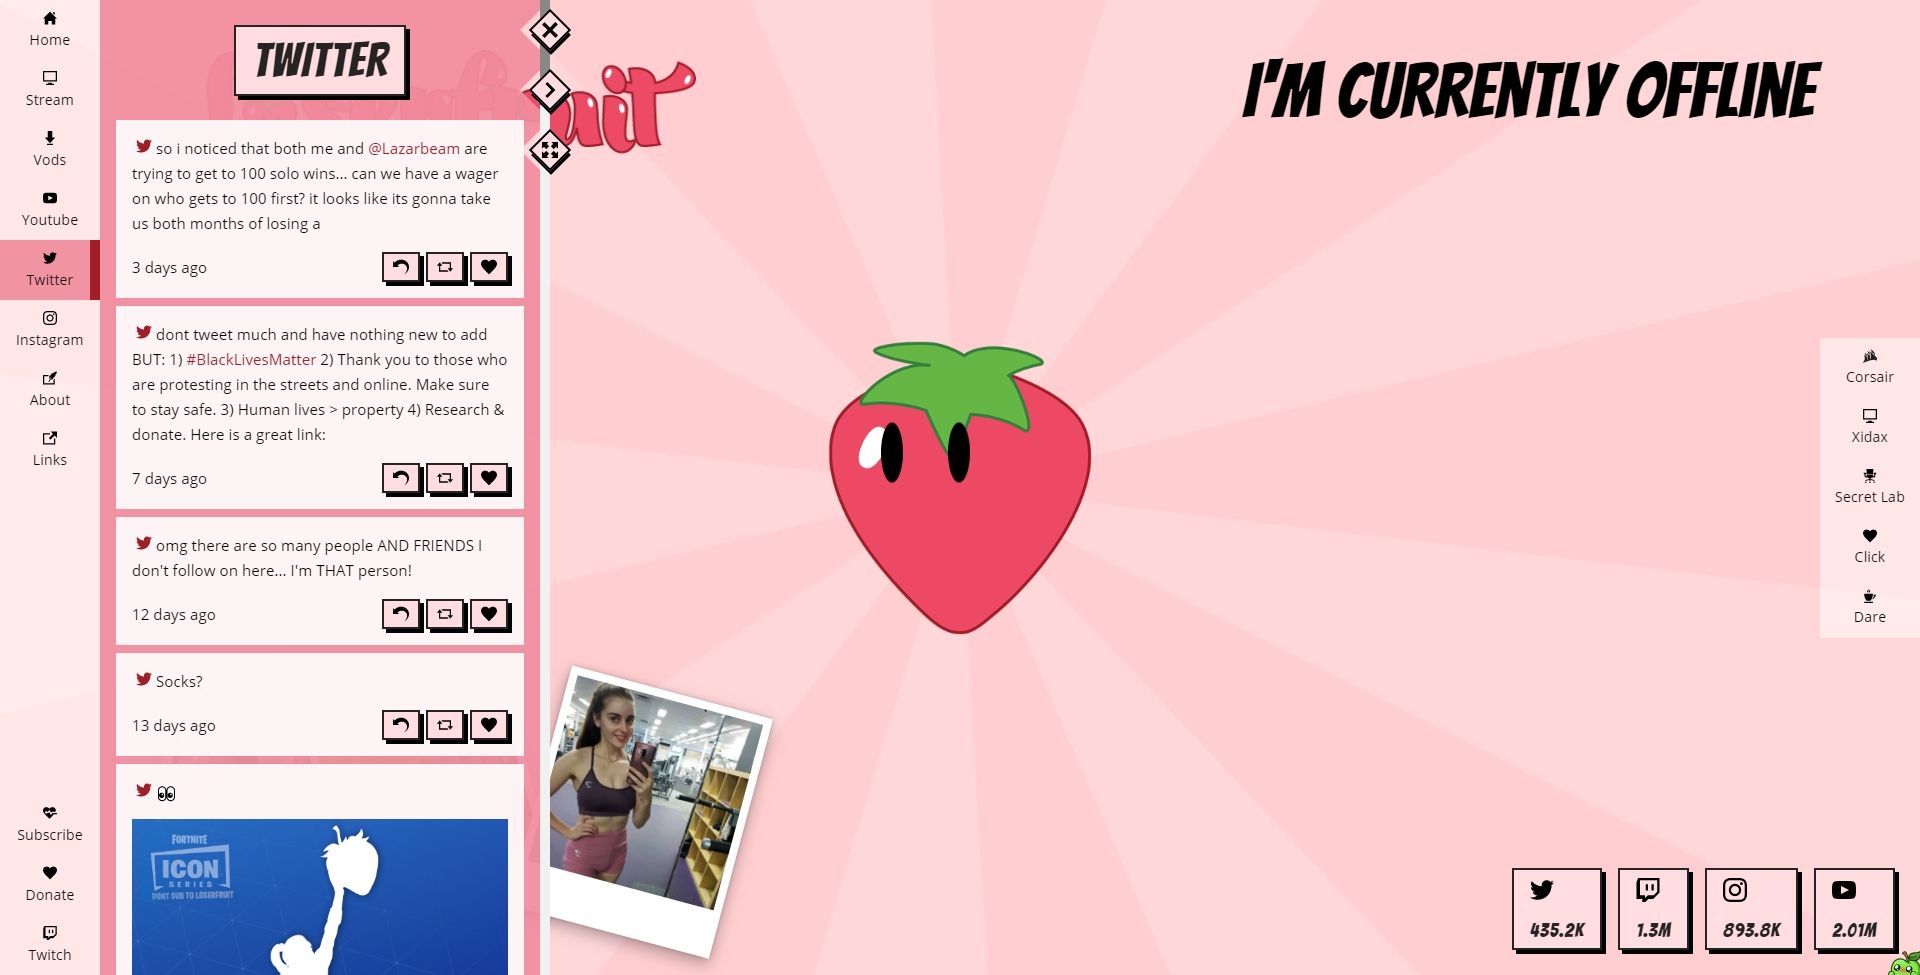 Home
Stream
Vods
Youtube
Twitter
Instagram
About
Links
Subscribe
Donate
Twitch
TWITTER
so i noticed that both me and @Lazarbeam are
trying to get to 100 solo wins... can we have a wager
on who gets to 100 first? it looks like its gonna take
us both months of losing a
3 days ago
dont tweet much and have nothing new to add
BUT: 1) #BlackLivesMatter 2) Thank you to those who
are protesting in the streets and online. Make sure
to stay safe. 3) Human lives > property 4) Research &
donate. Here is a great link:
7 days ago
omg there are so many people AND FRIENDS I
don't follow on here... I'm THAT person!
12 days ago
Socks?
13 days ago
FORTNITE
ICON
SERIES
DONT SUB TO LOSERFRUIT
I'M CURRENTLY OFFLINE
Corsair
Xidax
Secret Lab
Click
Dare
435.2K
1.3M
893.8K
2.01M